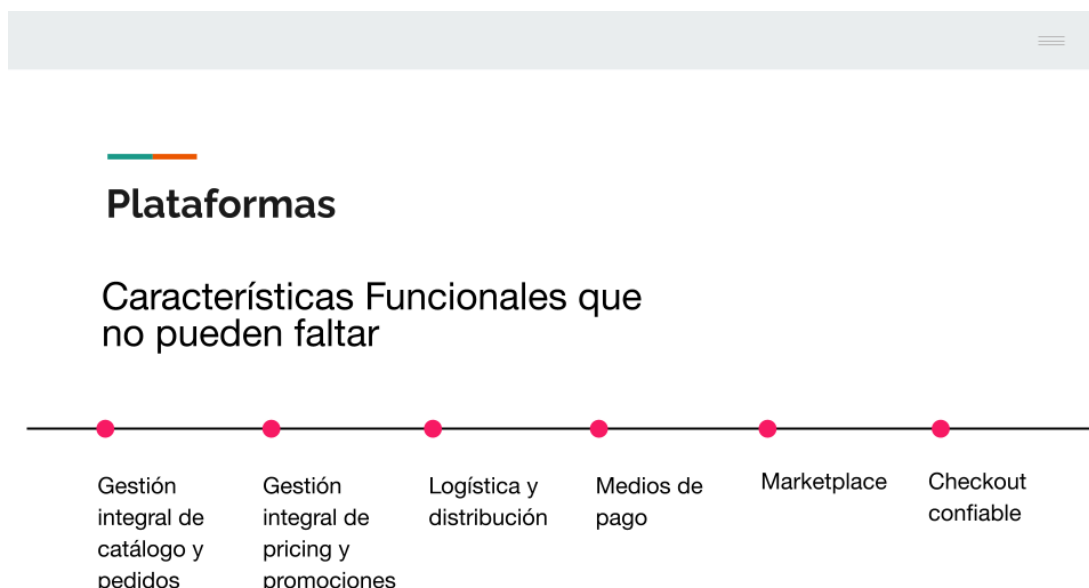 Plataformas
Características Funcionales que
no pueden faltar
Gestión
integral de
catálogo y
pedidos
Gestión
integral de
pricing y
promociones
Logística y
distribución
Medios de
pago
Marketplace
Checkout
confiable